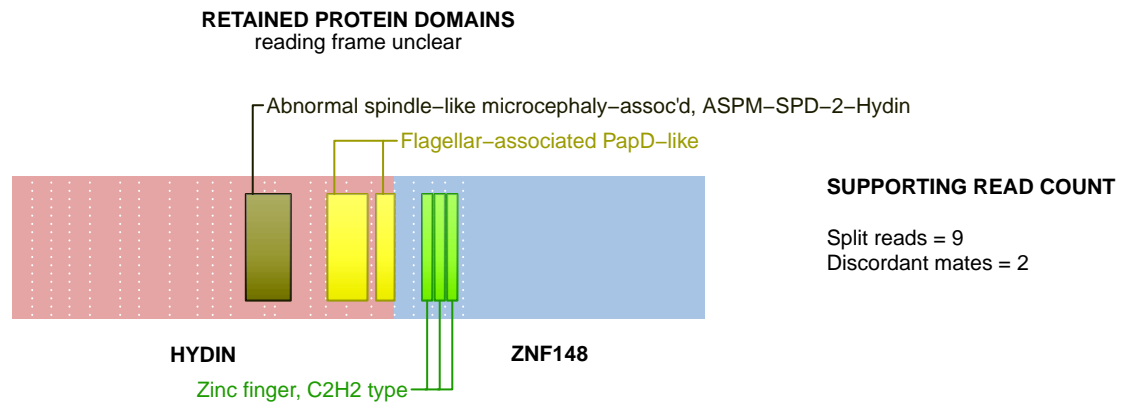 RETAINED PROTEIN DOMAINS
reading frame unclear
Abnormal spindle−like microcephaly−assoc'd, ASPM−SPD−2−Hydin
Flagellar−associated PapD−like
SUPPORTING READ COUNT
Split reads = 9
Discordant mates = 2
HYDIN
ZNF148
Zinc finger, C2H2 type